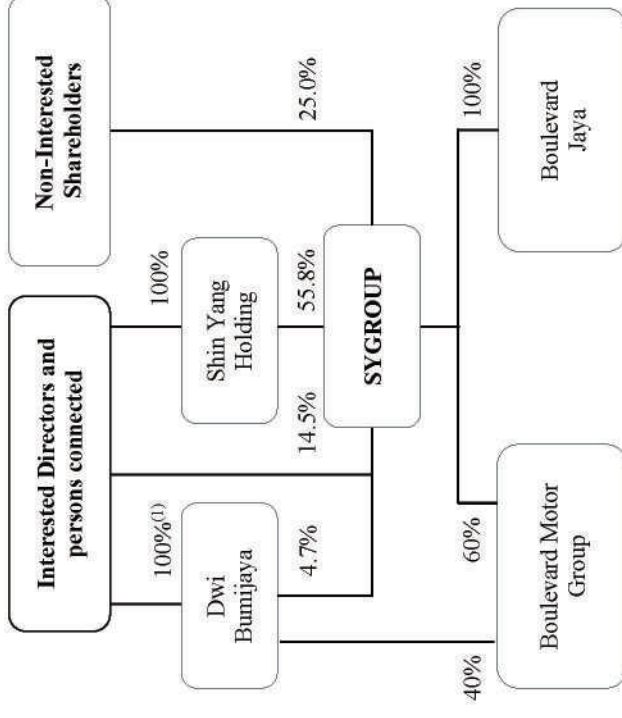 Interested Directors and
persons connected
Non-Interested
Shareholders
100%(1)
100%
Dwi
Bumijaya
Shin Yang
Holding
4.7%
14.5%
55.8%
25.0%
SYGROUP
40%
60%
100%
Boulevard Motor
Group
Boulevard
Jaya